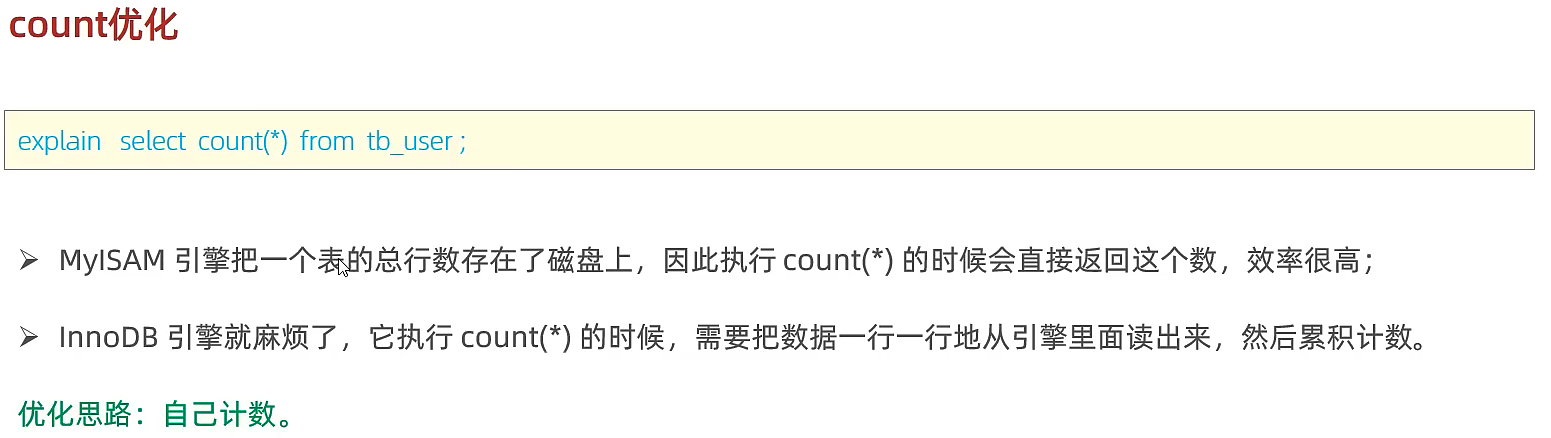 count优化
explain select count(*) from tb_user ;
➢ MyISAM 引擎把一个表的总行数存在了磁盘上，因此执行 count(*) 的时候会直接返回这个数，效率很高；
➢ InnoDB 引擎就麻烦了，它执行 count(*) 的时候，需要把数据一行一行地从引擎里面读出来，然后累积计数。
优化思路：自己计数。